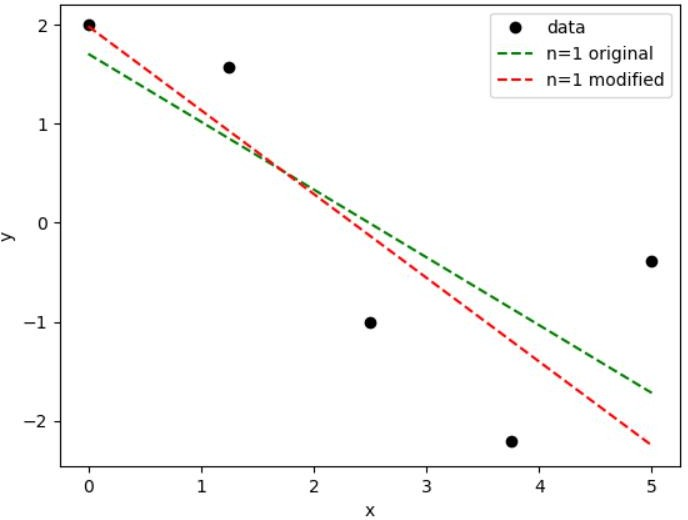 data
n=1 original
n=1 modified
2
1
0
−1
−2
y
0 1 2 3 4 5
x